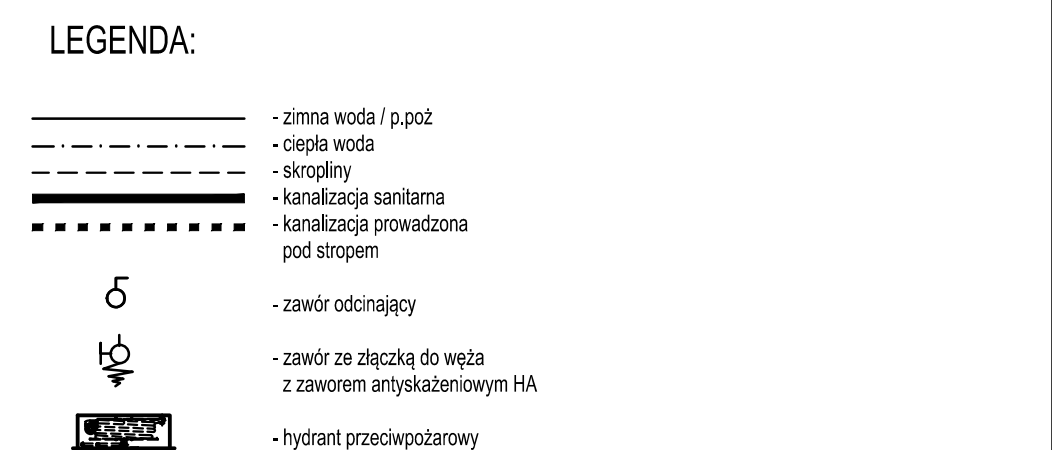 LEGENDA:
- zimna woda / p.poż
- ciepła woda
- skropliny
- kanalizacja sanitarna
- kanalizacja prowadzona
pod stropem
- zawór odcinający
- zawór ze złączką do węża
z zaworem antyskażeniowym HA
- hydrant przeciwpożarowy